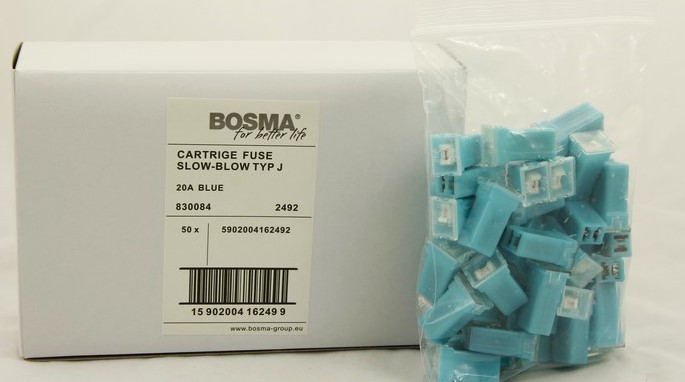 BOSMA®
for better life
CARTRIGE FUSE
SLOW-BLOW TYP J
20A BLUE
830084 2492
50 x 5902004162492
15 902004 16249 9
www.bosma-group.eu